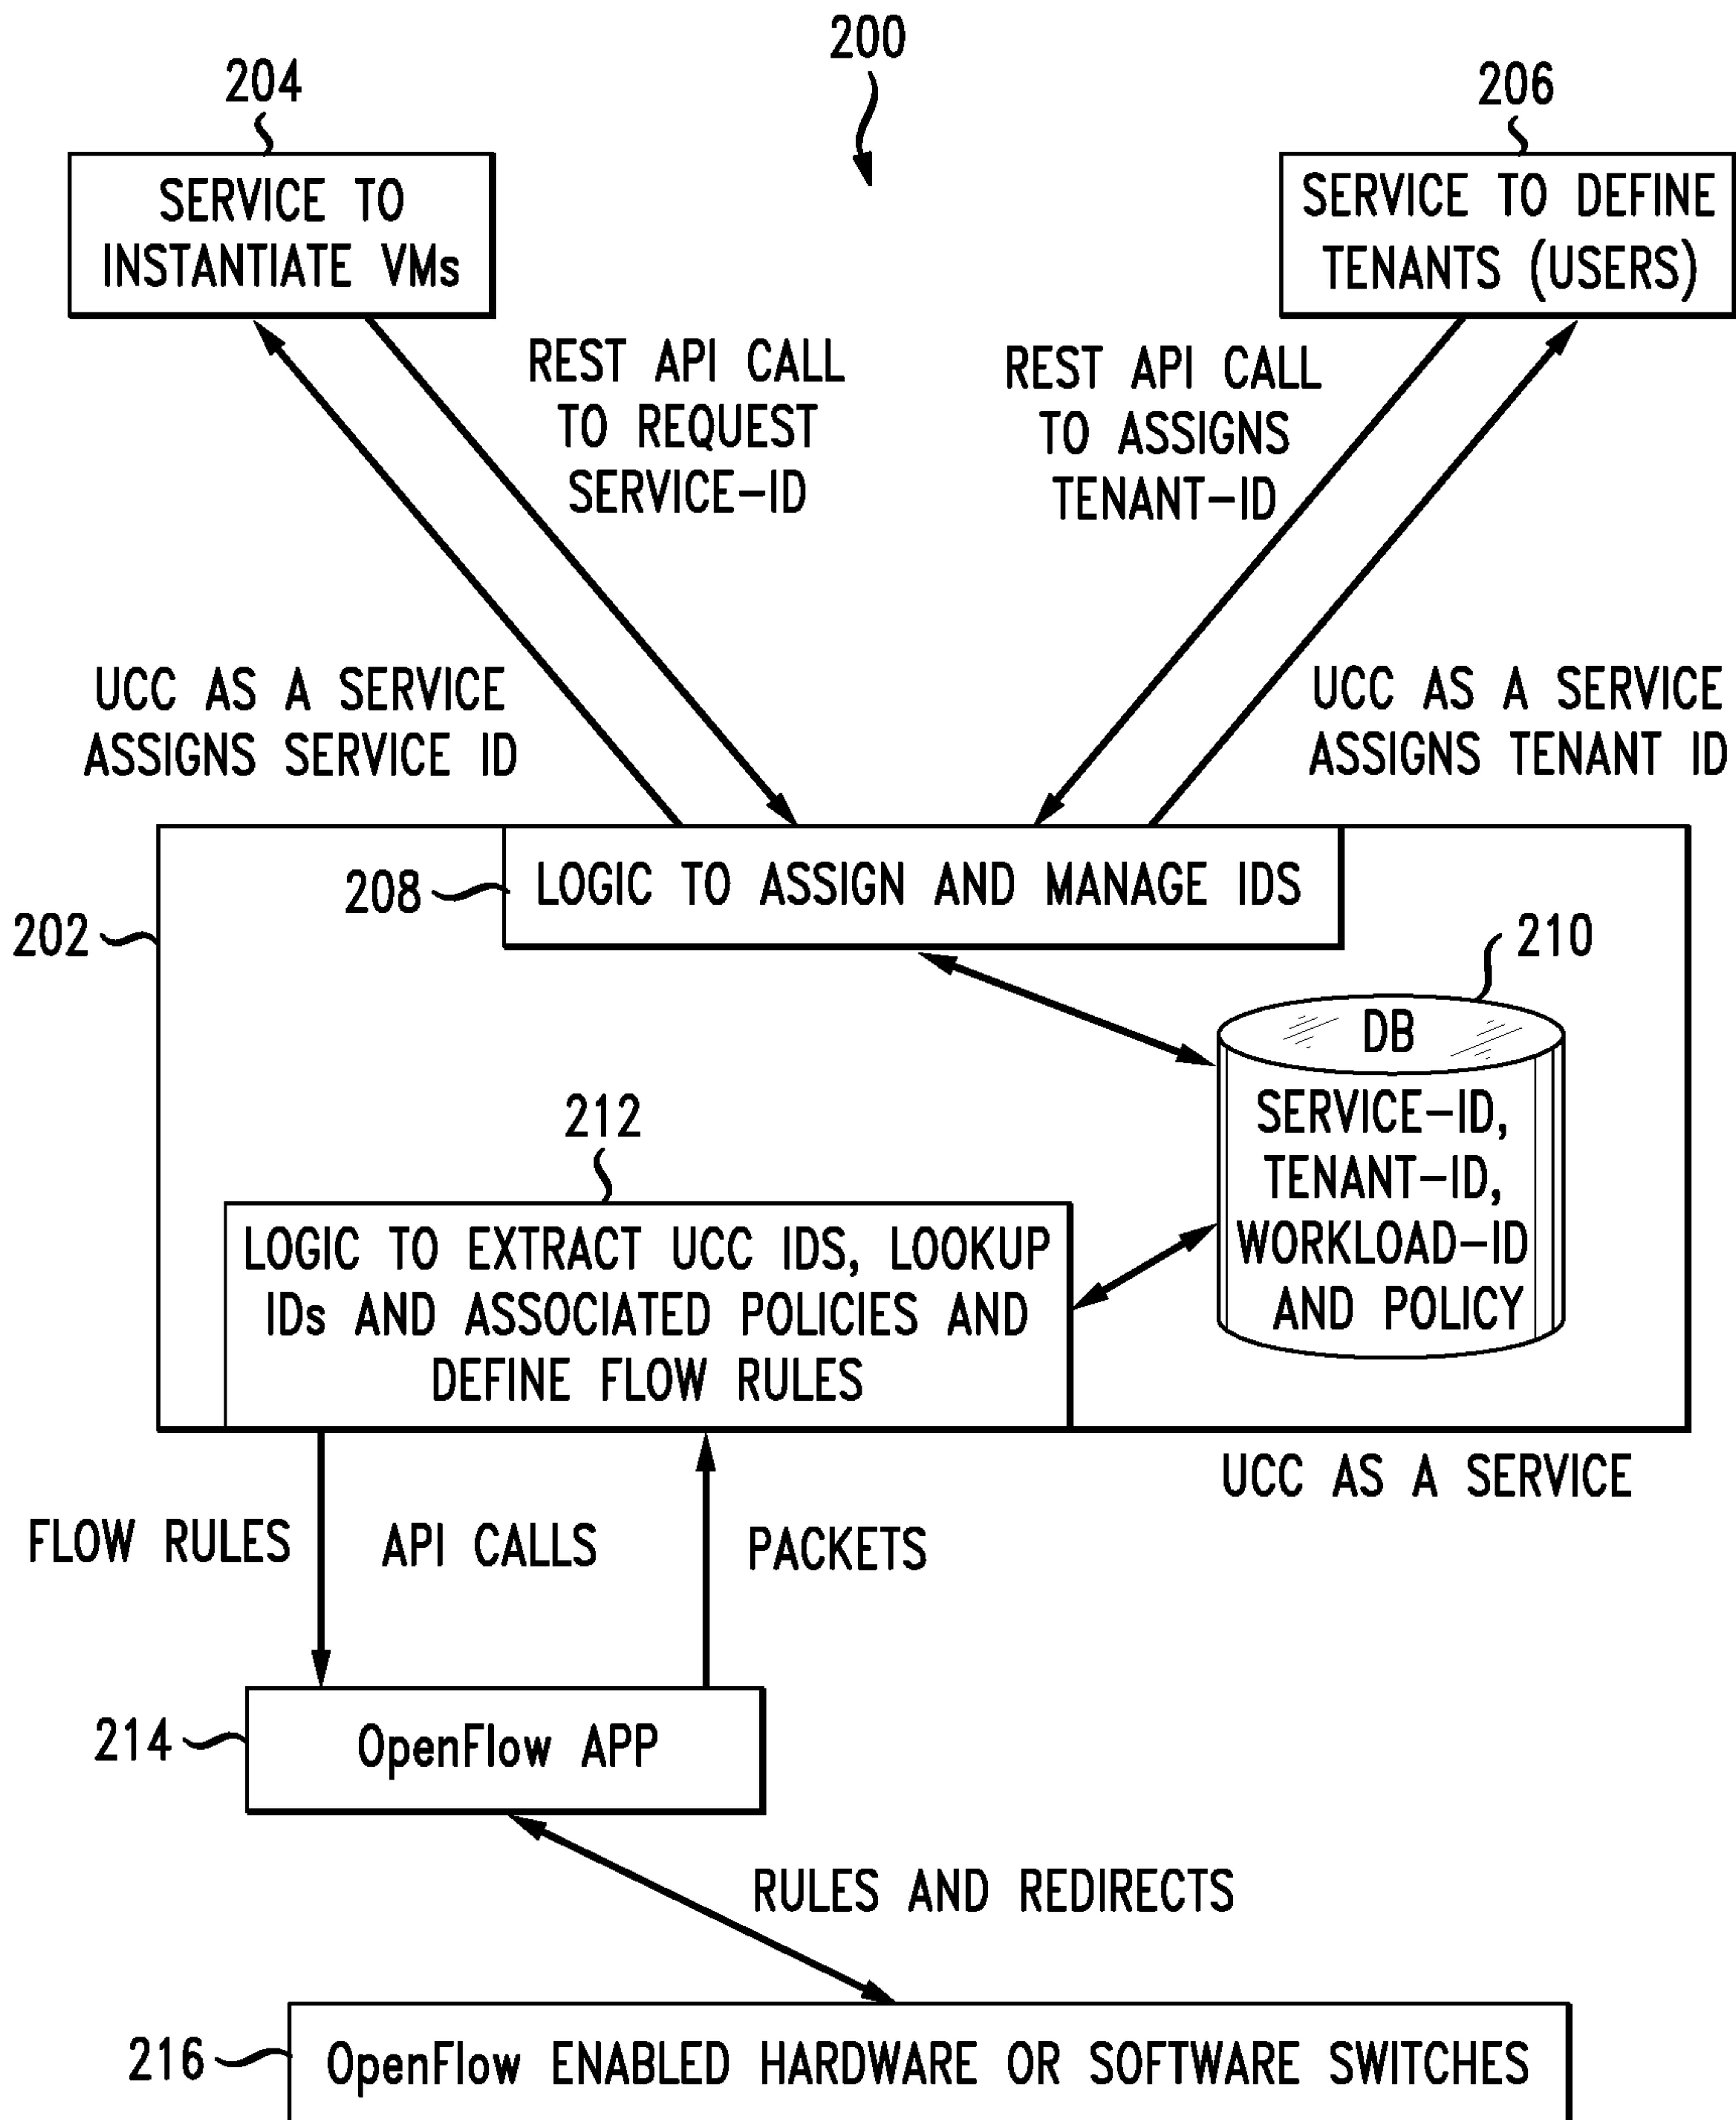 200
204
206
SERVICE TO
INSTANTIATE VMs
SERVICE TO DEFINE
TENANTS (USERS)
REST API CALL
TO REQUEST
SERVICE-ID
REST API CALL
TO ASSIGNS
TENANT-ID
UCC AS A SERVICE
ASSIGNS SERVICE ID
UCC AS A SERVICE
ASSIGNS TENANT ID
208
LOGIC TO ASSIGN AND MANAGE IDS
202
210
DB
SERVICE-ID,
TENANT-ID,
WORKLOAD-ID
AND POLICY
212
LOGIC TO EXTRACT UCC IDS, LOOKUP
IDs AND ASSOCIATED POLICIES AND
DEFINE FLOW RULES
UCC AS A SERVICE
FLOW RULES
API CALLS
PACKETS
214
OpenFlow APP
RULES AND REDIRECTS
216
OpenFlow ENABLED HARDWARE OR SOFTWARE SWITCHES